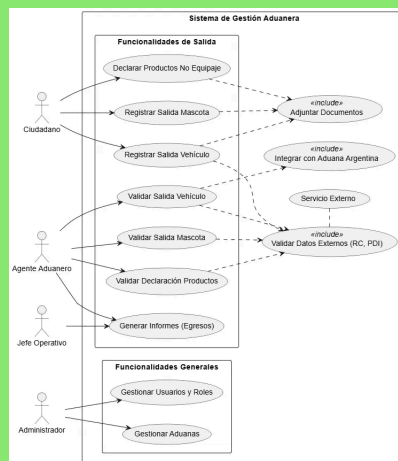 Sistema de Gestión Aduanera
Funcionalidades de Salida
Declarar Productos No Equipaje
«include»
Adjuntar Documentos
Registrar Salida Mascota
Ciudadano
«include»
Integrar con Aduana Argentina
Registrar Salida Vehículo
Validar Salida Vehículo
Servicio Externo
Validar Salida Mascota
«include»
Validar Datos Externos (RC, PDI)
Agente Aduanero
Validar Declaración Productos
Generar Informes (Egresos)
Jefe Operativo
Funcionalidades Generales
Gestionar Usuarios y Roles
Administrador
Gestionar Aduanas